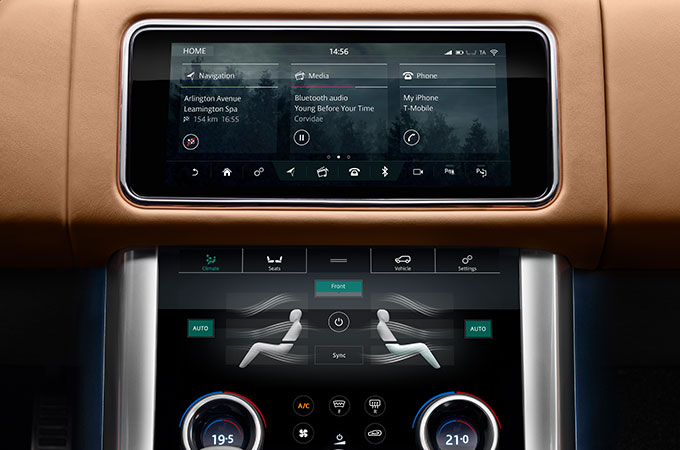 HOME 14:56 TA
Navigation Media Phone
Arlington Avenue
Leamington Spa
154 km 16:55
Bluetooth audio
Young Before Your Time
Corvidae
My iPhone
T-Mobile
Climate Seats Vehicle Settings
Front
AUTO AUTO
Sync
A/C F R
19·5 21·0